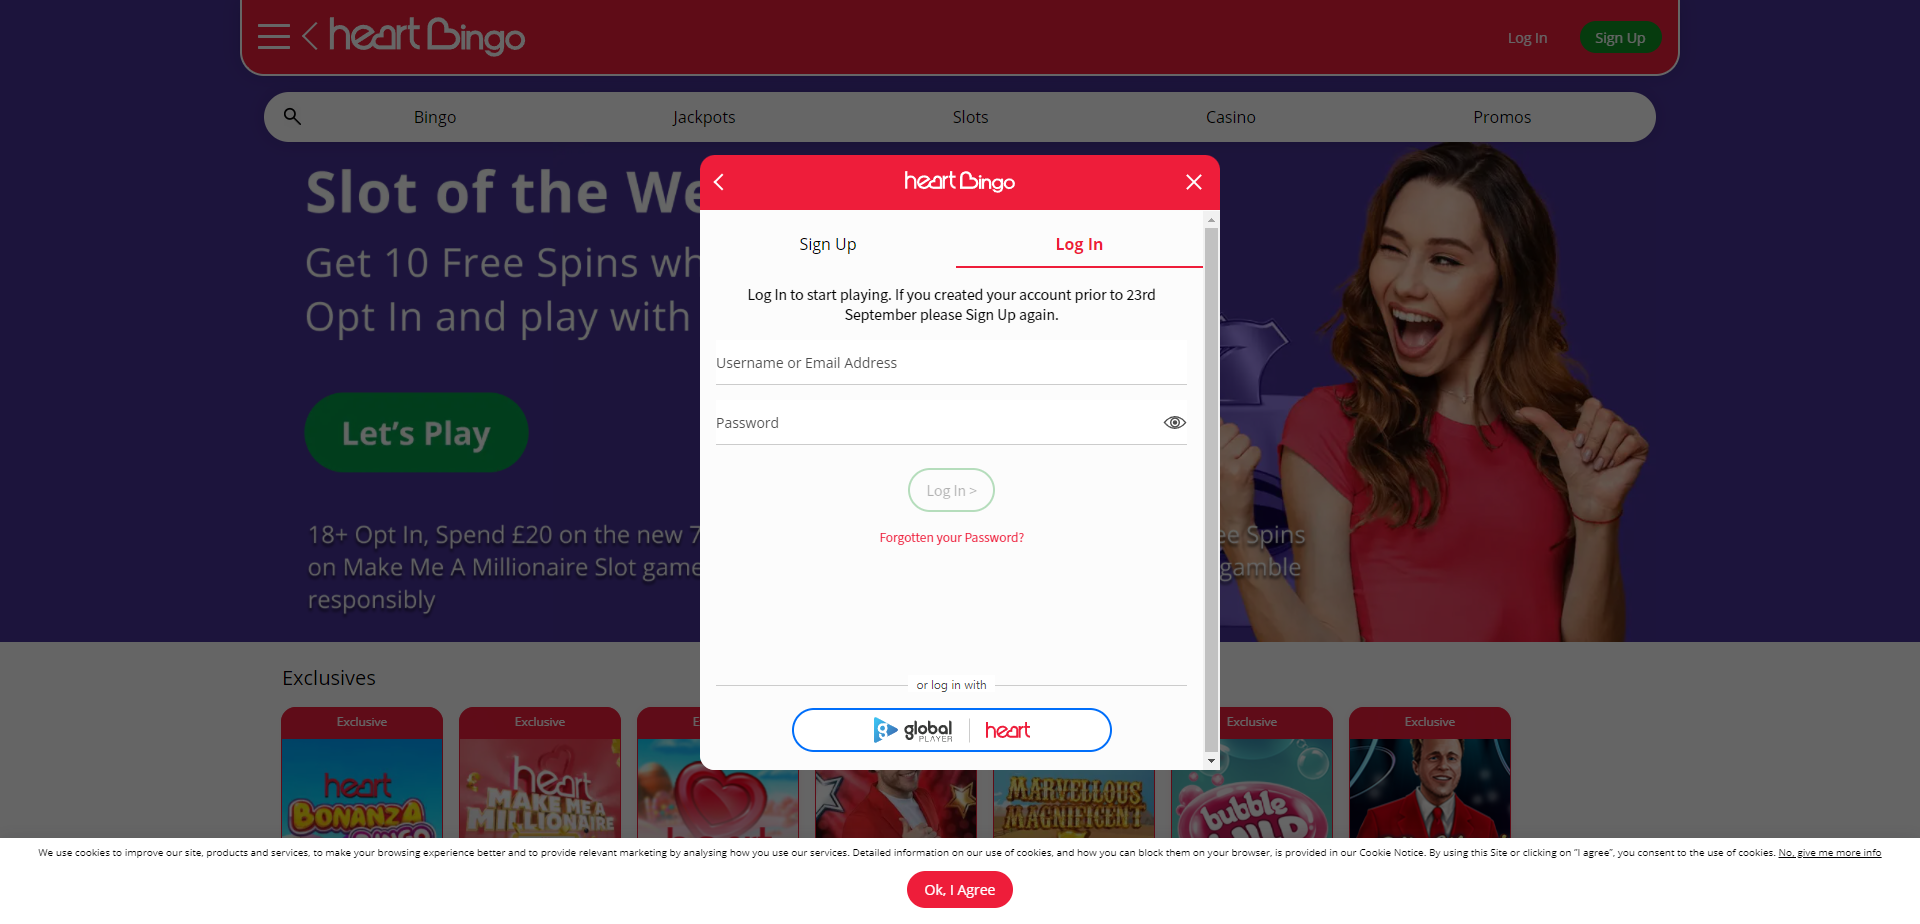 heart Bingo
Log In
Sign Up
Bingo
Jackpots
Slots
Casino
Promos
Slot of the We
Get 10 Free Spins wh
Opt In and play with
Let's Play
18+ Opt In, Spend £20 on the new 7
on Make Me A Millionaire Slot game
responsibly
ee Spins
gamble
heart Bingo
Sign Up
Log In
Log In to start playing. If you created your account prior to 23rd
September please Sign Up again.
Username or Email Address
Password
Log In >
Forgotten your Password?
or log in with
global PLAYER
heart
Exclusives
Exclusive
Exclusive
E
Exclusive
Exclusive
heart
BONANZA
heart
MAKE ME A
MILLIONAIRE
MARVELLOUS
MAGNIFICENT
bubble
We use cookies to improve our site, products and services, to make your browsing experience better and to provide relevant marketing by analysing how you use our services. Detailed information on our use of cookies, and how you can block them on your browser, is provided in our Cookie Notice. By using this Site or clicking on "I agree", you consent to the use of cookies. No, give me more info
Ok, I Agree